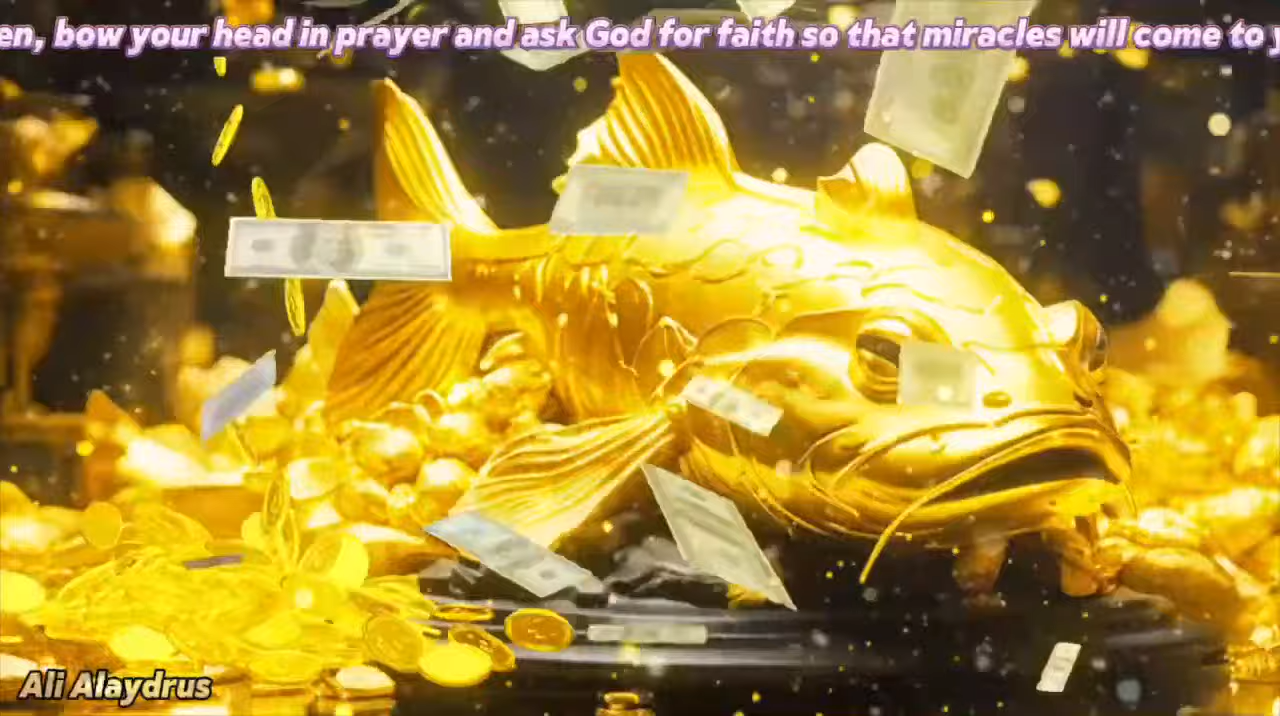 en, bow your head in prayer and ask God for faith so that miracles will come to y
Ali Alaydrus